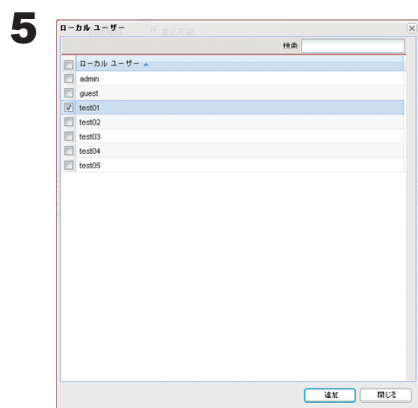 5
ローカル ユーザー
検索
ローカル ユーザー
admin
guest
test01
test02
test03
test04
test05
追加 閉じる